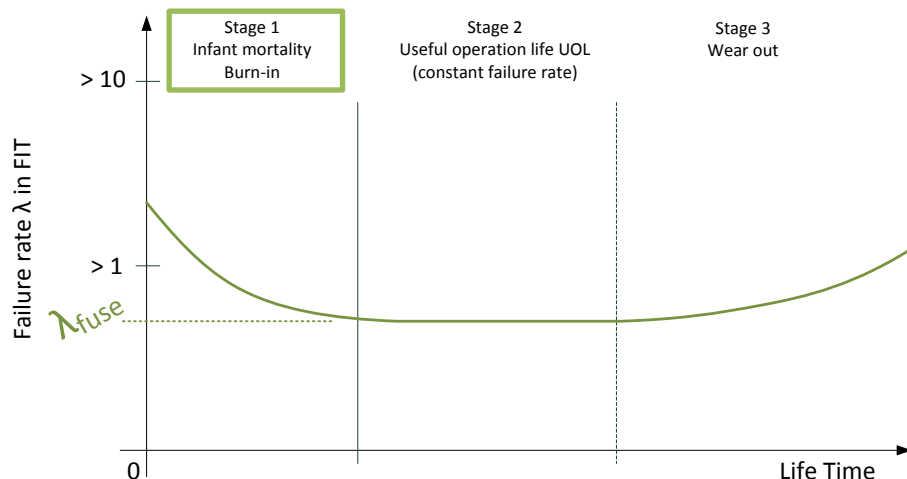 Stage 1
Infant mortality
Burn-in
Stage 2
Useful operation life UOL
(constant failure rate)
Stage 3
Wear out
Failure rate λ in FIT
> 10
> 1
λfuse
0
Life Time